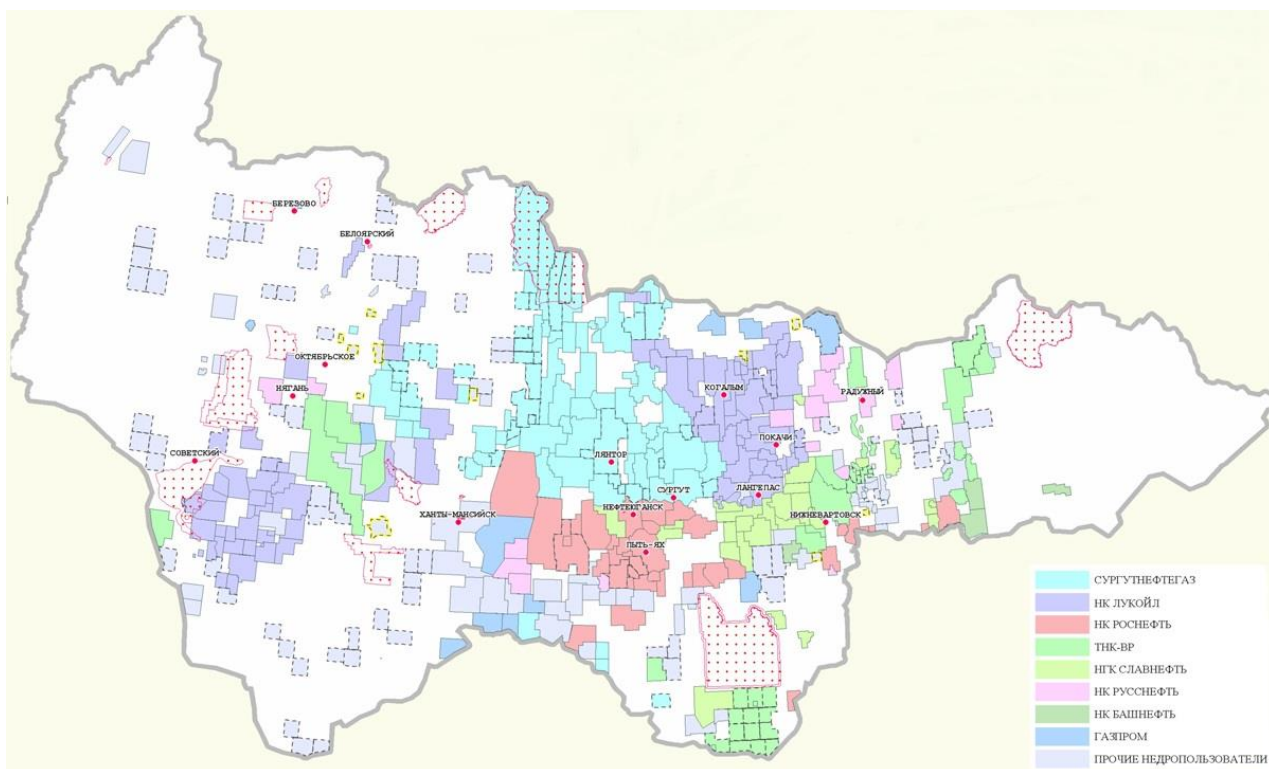 БЕРЕЗОВО
БЕЛОЯРСКИЙ
ОКТЯБРЬСКОЕ
НЯГАНЬ
КОГАЛЫМ
РАДУЖНЫЙ
ПОКАЧИ
СОВЕТСКИЙ
ЛЯНТОР
СУРГУТ
ЛАНГЕПАС
НЕФТЕЮГАНСК
ХАНТЫ-МАНСИЙСК
НИЖНЕВАРТОВСК
ПЫТЬ-ЯХ
СУРГУТНЕФТЕГАЗ
НК ЛУКОЙЛ
НК РОСНЕФТЬ
ТНК-ВР
НГК СЛАВНЕФТЬ
НК РУССНЕФТЬ
НК БАШНЕФТЬ
ГАЗПРОМ
ПРОЧИЕ НЕДРОПОЛЬЗОВАТЕЛИ